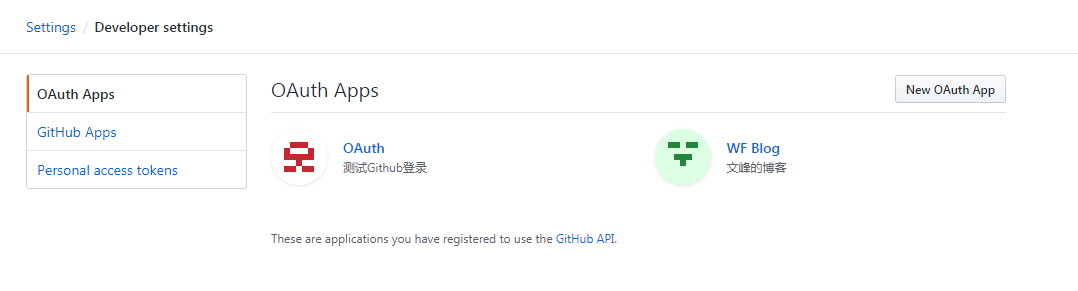 Settings / Developer settings
OAuth Apps
GitHub Apps
Personal access tokens
OAuth Apps
New OAuth App
OAuth
测试Github登录
WF Blog
文峰的博客
These are applications you have registered to use the GitHub API.